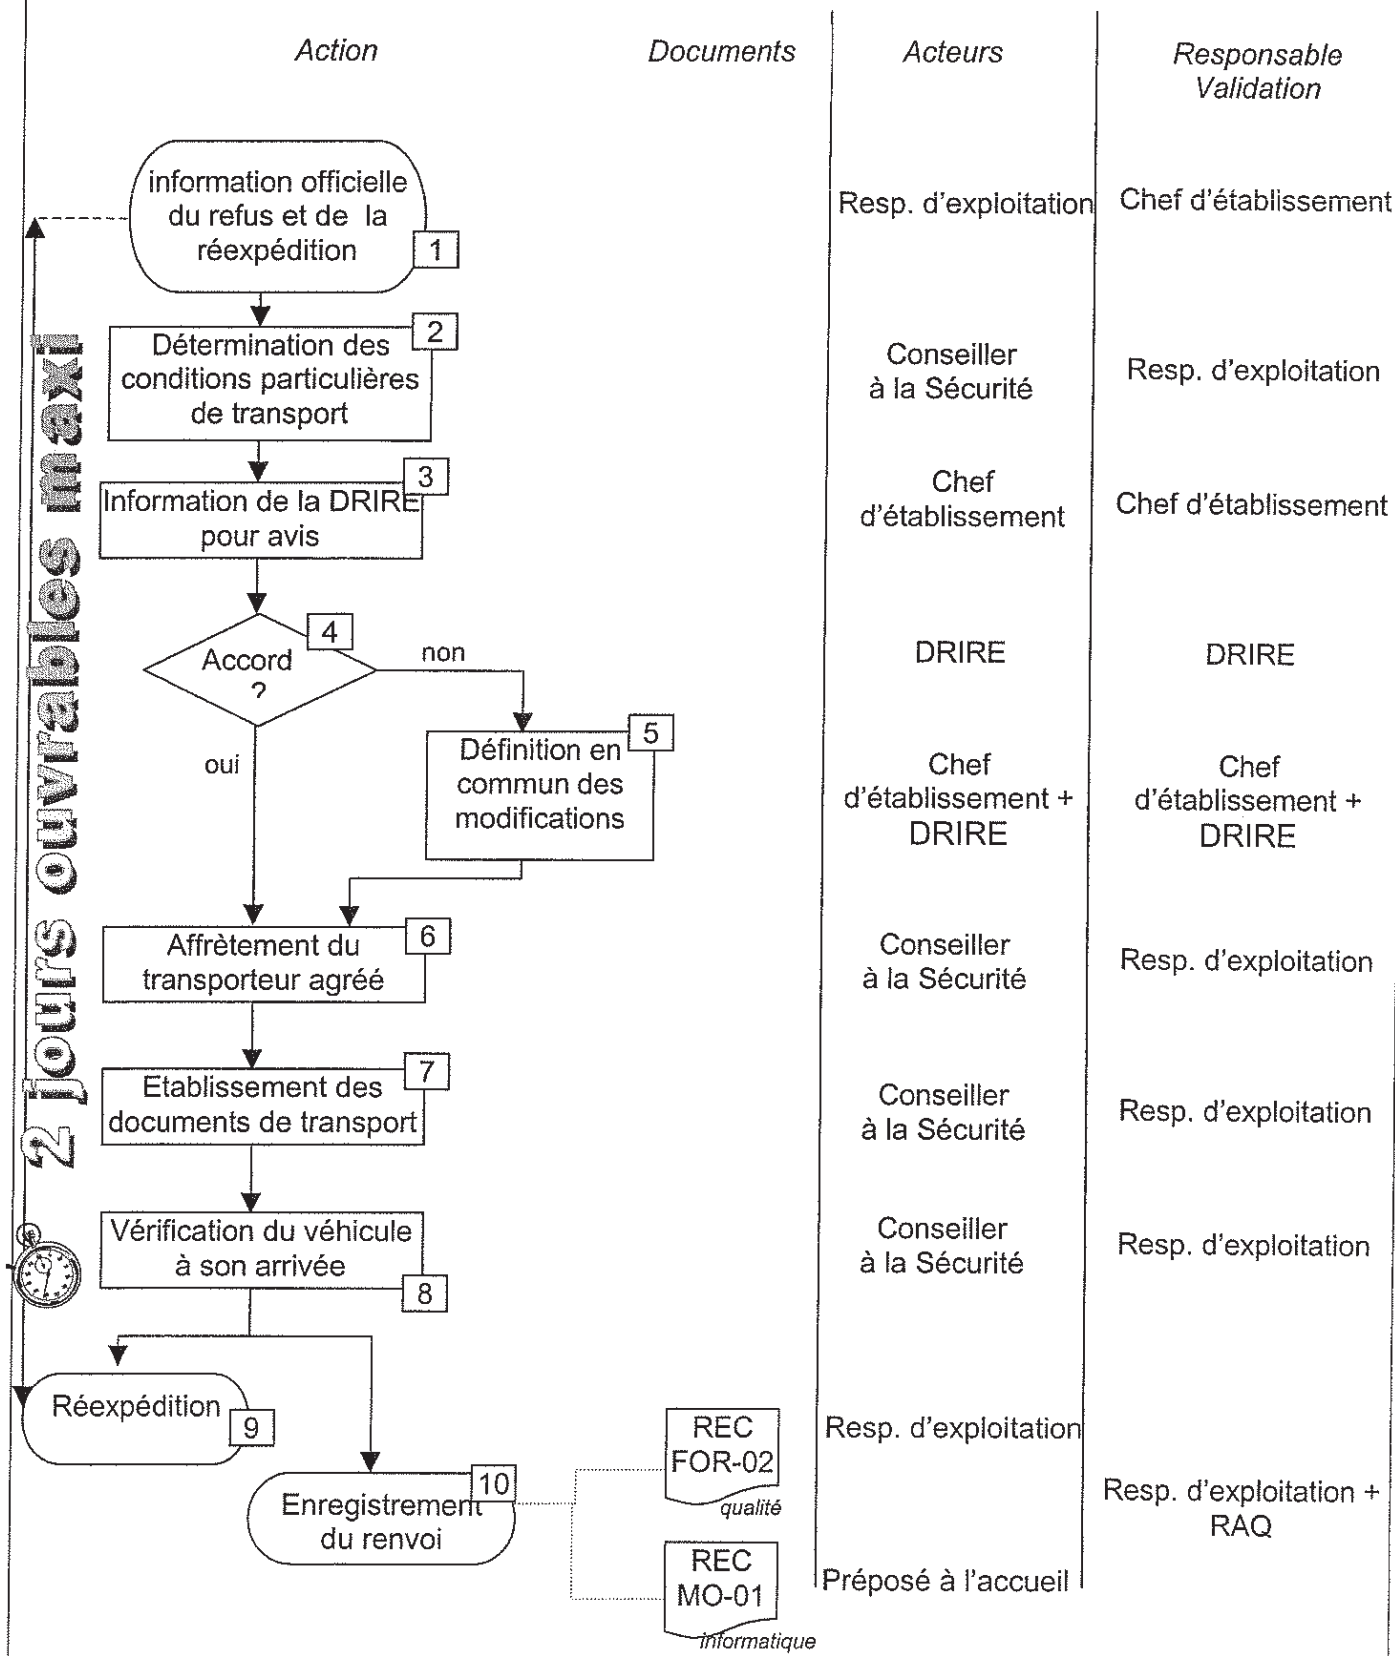 Action
Documents
Acteurs
Responsable
Validation
information officielle
du refus et de la
réexpédition
1
Resp. d'exploitation
Chef d'établissement
2
Détermination des
conditions particulières
de transport
Conseiller
à la Sécurité
Resp. d'exploitation
3
Information de la DRIRE
pour avis
Chef
d'établissement
Chef d'établissement
4
Accord
?
non
oui
DRIRE
DRIRE
5
Définition en
commun des
modifications
Chef
d'établissement +
DRIRE
Chef
d'établissement +
DRIRE
6
Affrètement du
transporteur agréé
Conseiller
à la Sécurité
Resp. d'exploitation
7
Etablissement des
documents de transport
Conseiller
à la Sécurité
Resp. d'exploitation
Vérification du véhicule
à son arrivée
8
Conseiller
à la Sécurité
Resp. d'exploitation
2 jours ouvrables maxi
Réexpédition
9
REC
FOR-02
qualité
Resp. d'exploitation
10
Enregistrement
du renvoi
Resp. d'exploitation +
RAQ
REC
MO-01
informatique
Préposé à l'accueil